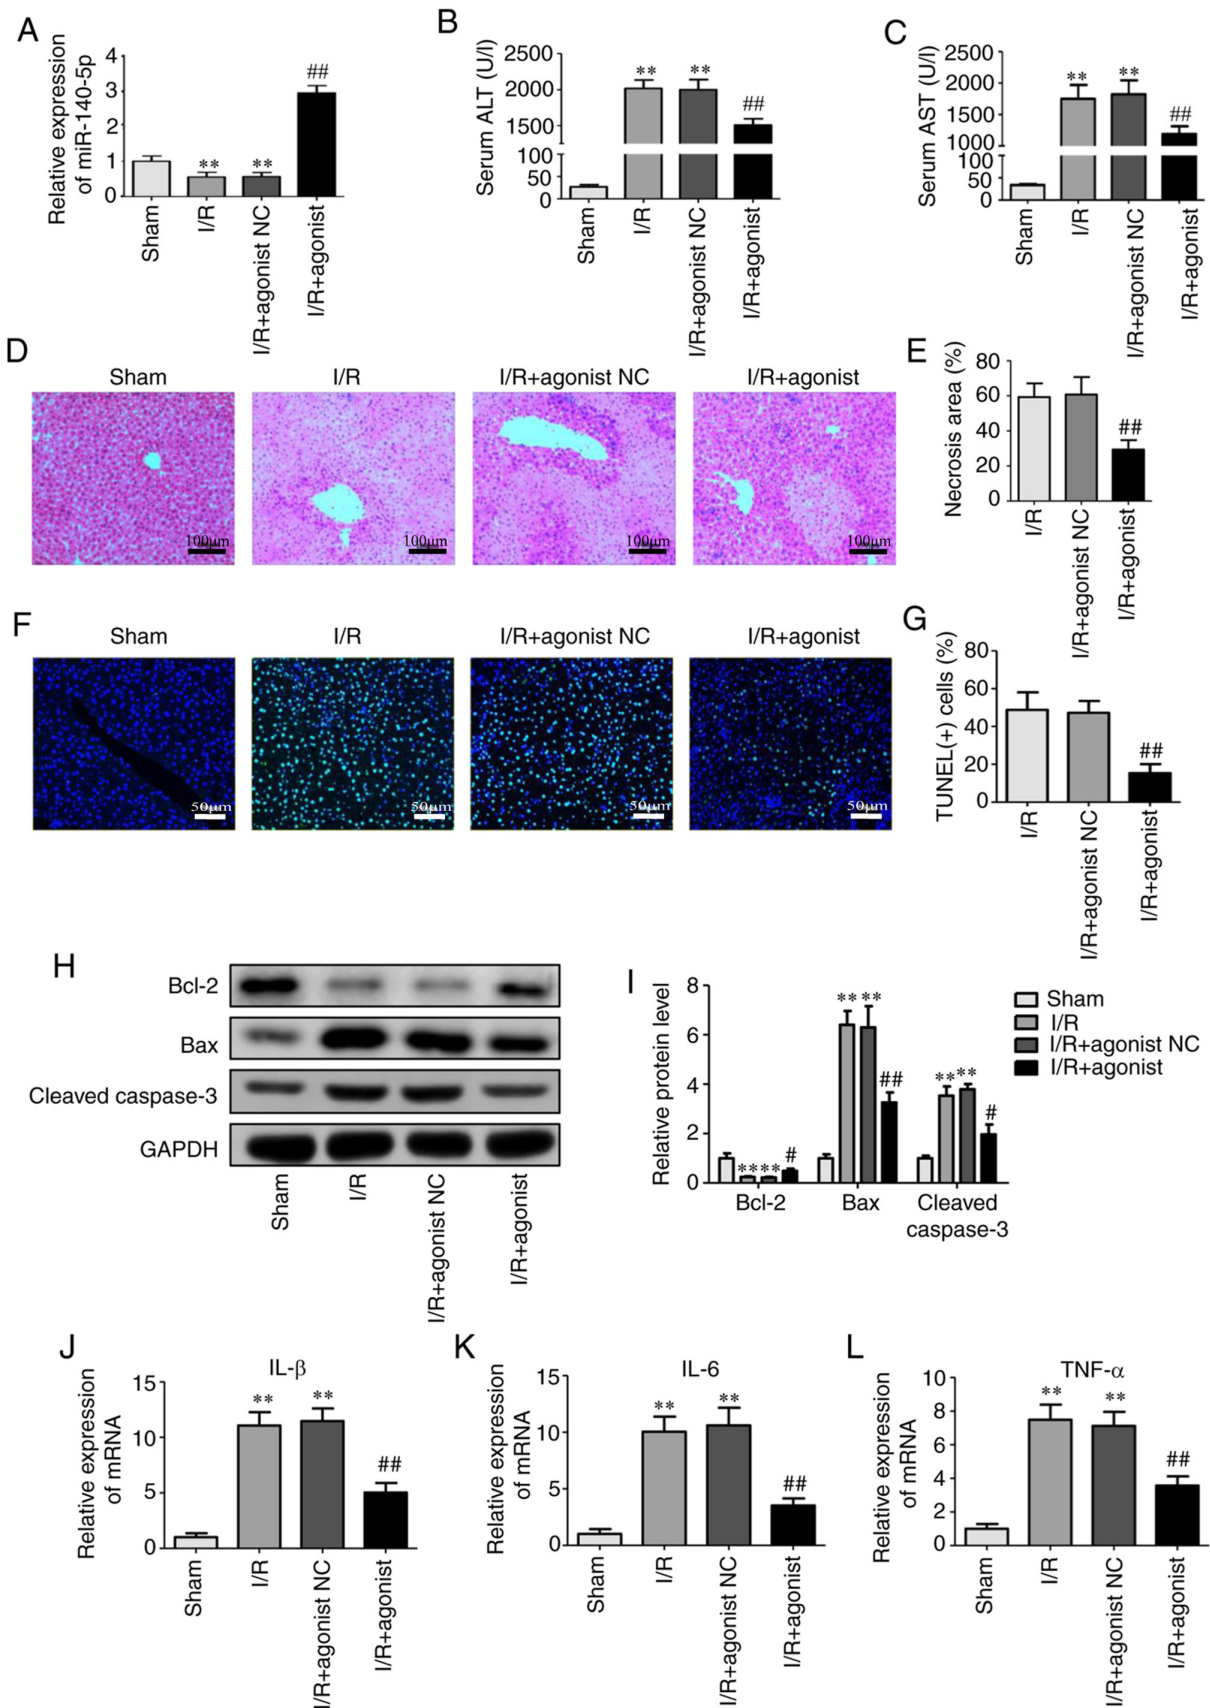 A
Relative expression
of miR-140-5p
4
3
2
1
0
**
**
##
Sham
I/R
I/R+agonist NC
I/R+agonist
B
Serum ALT (U/l)
2500
2000
1500
100
50
0
**
**
##
Sham
I/R
I/R+agonist NC
I/R+agonist
C
Serum AST (U/l)
2500
2000
1500
1000
100
50
0
**
**
##
Sham
I/R
I/R+agonist NC
I/R+agonist
D
Sham
I/R
I/R+agonist NC
I/R+agonist
100μm
100μm
100μm
100μm
E
Necrosis area (%)
80
60
40
20
0
##
I/R
I/R+agonist NC
I/R+agonist
F
Sham
I/R
I/R+agonist NC
I/R+agonist
50μm
50μm
50μm
50μm
G
TUNEL(+) cells (%)
80
60
40
20
0
##
I/R
I/R+agonist NC
I/R+agonist
H
Bcl-2
Bax
Cleaved caspase-3
GAPDH
Sham
I/R
I/R+agonist NC
I/R+agonist
I
Relative protein level
8
6
4
2
0
****
#
** **
##
** **
#
Bcl-2
Bax
Cleaved
caspase-3
Sham
I/R
I/R+agonist NC
I/R+agonist
J
IL-β
Relative expression
of mRNA
15
10
5
0
**
**
##
Sham
I/R
I/R+agonist NC
I/R+agonist
K
IL-6
Relative expression
of mRNA
15
10
5
0
**
**
##
Sham
I/R
I/R+agonist NC
I/R+agonist
L
TNF-α
Relative expression
of mRNA
10
8
6
4
2
0
**
**
##
Sham
I/R
I/R+agonist NC
I/R+agonist